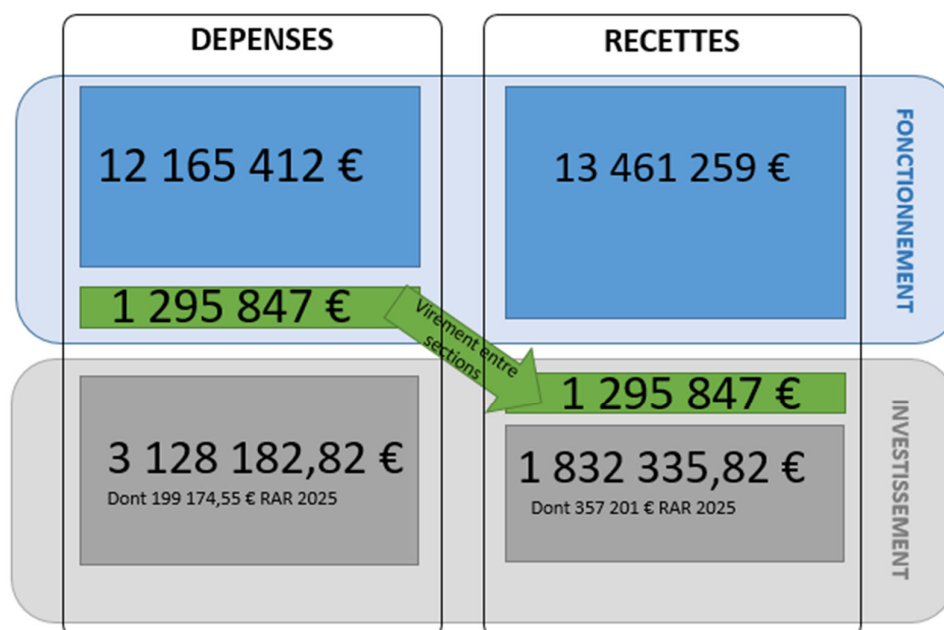 DEPENSES
RECETTES
12 165 412 €
13 461 259 €
FONCTIONNEMENT
1 295 847 €
Virement entre
sections
1 295 847 €
3 128 182,82 €
Dont 199 174,55 € RAR 2025
1 832 335,82 €
Dont 357 201 € RAR 2025
INVESTISSEMENT